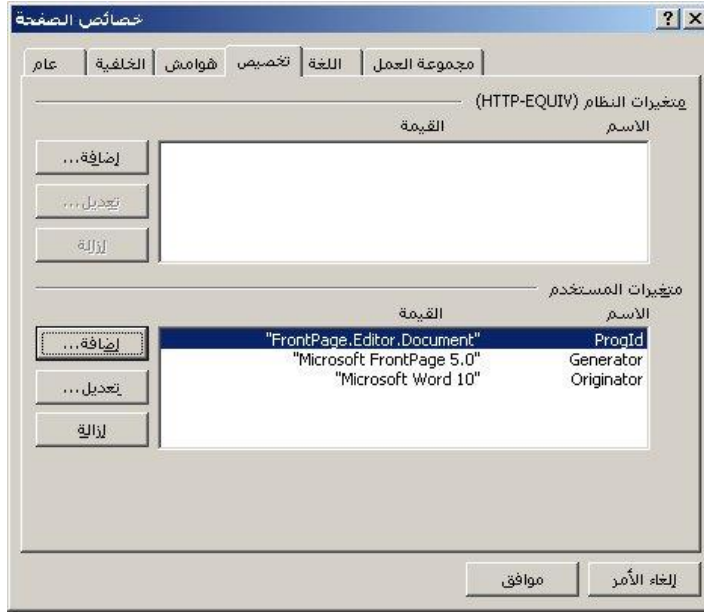 خصائص الصفحة
عام الخلفية هوامش تخصيص اللغة مجموعة العمل
متغيرات النظام (HTTP-EQUIV)
الاسم القيمة
إضافة...
تعديل...
إزالة
متغيرات المستخدم
الاسم القيمة
ProgId "FrontPage.Editor.Document"
Generator "Microsoft FrontPage 5.0"
Originator "Microsoft Word 10"
إضافة...
تعديل...
إزالة
إلغاء الأمر موافق